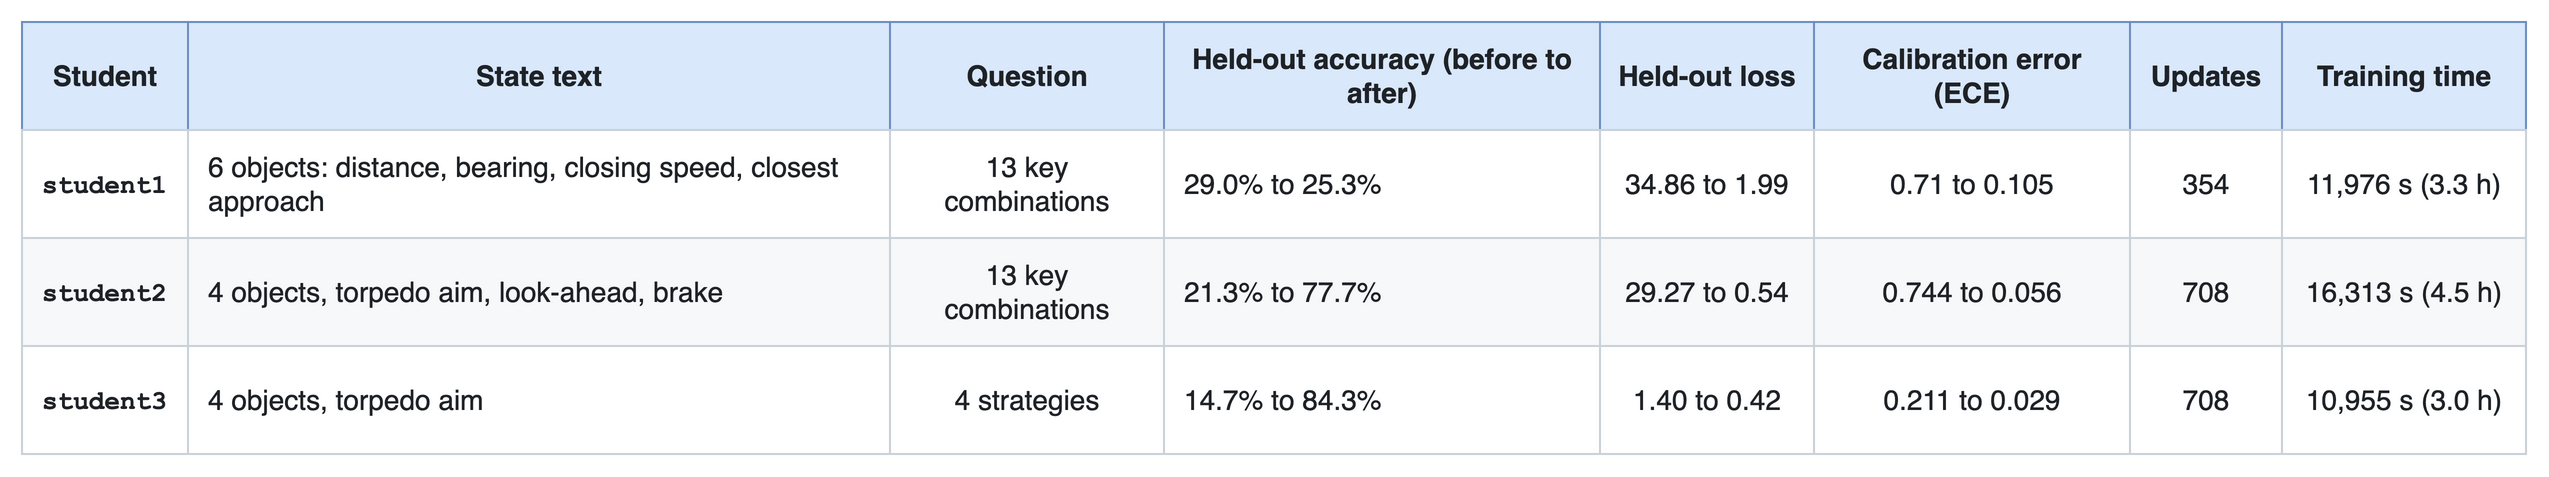 Student State text Question Held-out accuracy (before to after) Held-out loss Calibration error (ECE) Updates Training time
student1 6 objects: distance, bearing, closing speed, closest approach 13 key combinations 29.0% to 25.3% 34.86 to 1.99 0.71 to 0.105 354 11,976 s (3.3 h)
student2 4 objects, torpedo aim, look-ahead, brake 13 key combinations 21.3% to 77.7% 29.27 to 0.54 0.744 to 0.056 708 16,313 s (4.5 h)
student3 4 objects, torpedo aim 4 strategies 14.7% to 84.3% 1.40 to 0.42 0.211 to 0.029 708 10,955 s (3.0 h)